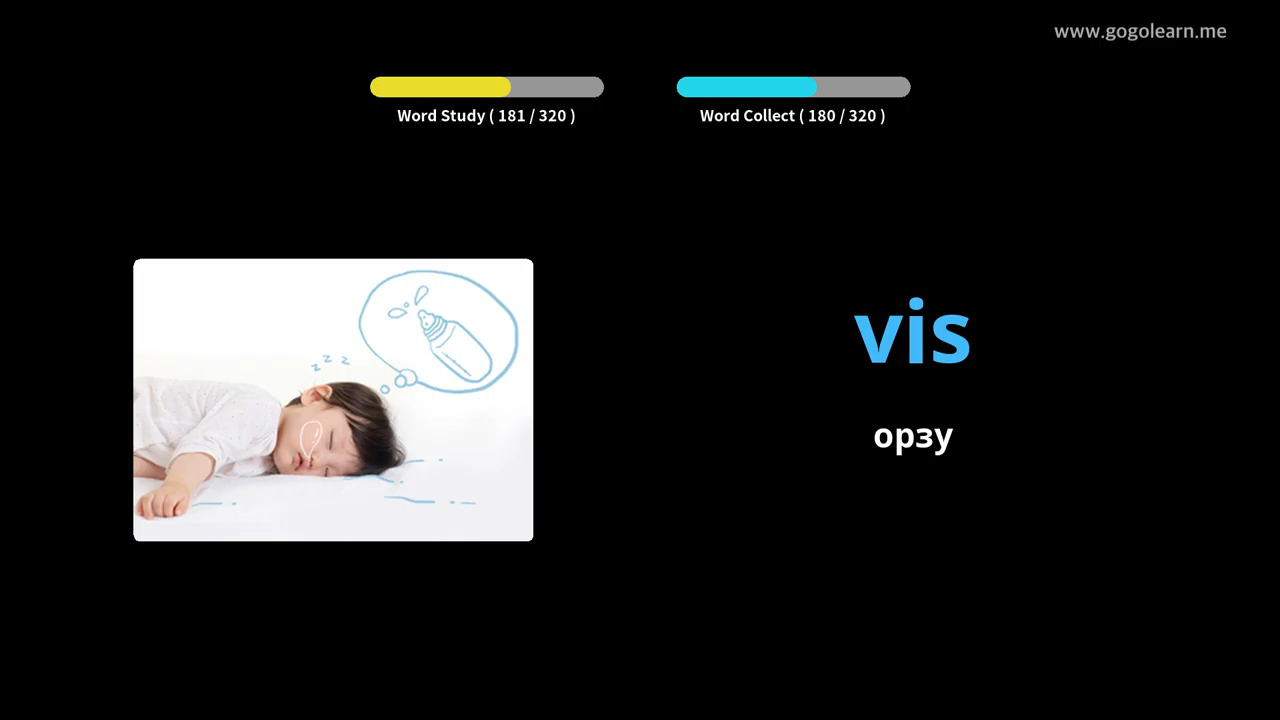 www.gogolearn.me
Word Study ( 181 / 320 )
Word Collect ( 180 / 320 )
z z z
vis
орзу